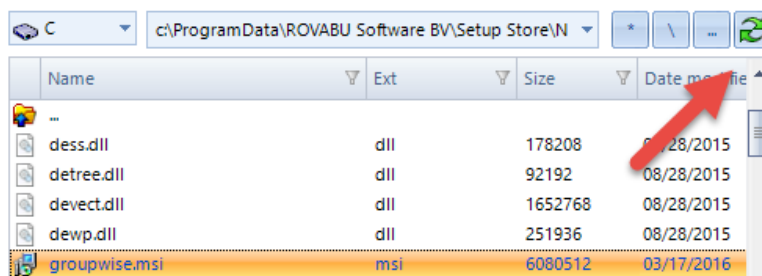 C c:\ProgramData\ROVABU Software BV\Setup Store\N * \ ...
Name Ext Size Date modifie
...
dess.dll dll 178208 08/28/2015
detree.dll dll 92192 08/28/2015
devect.dll dll 1652768 08/28/2015
dewp.dll dll 251936 08/28/2015
groupwise.msi msi 6080512 03/17/2016